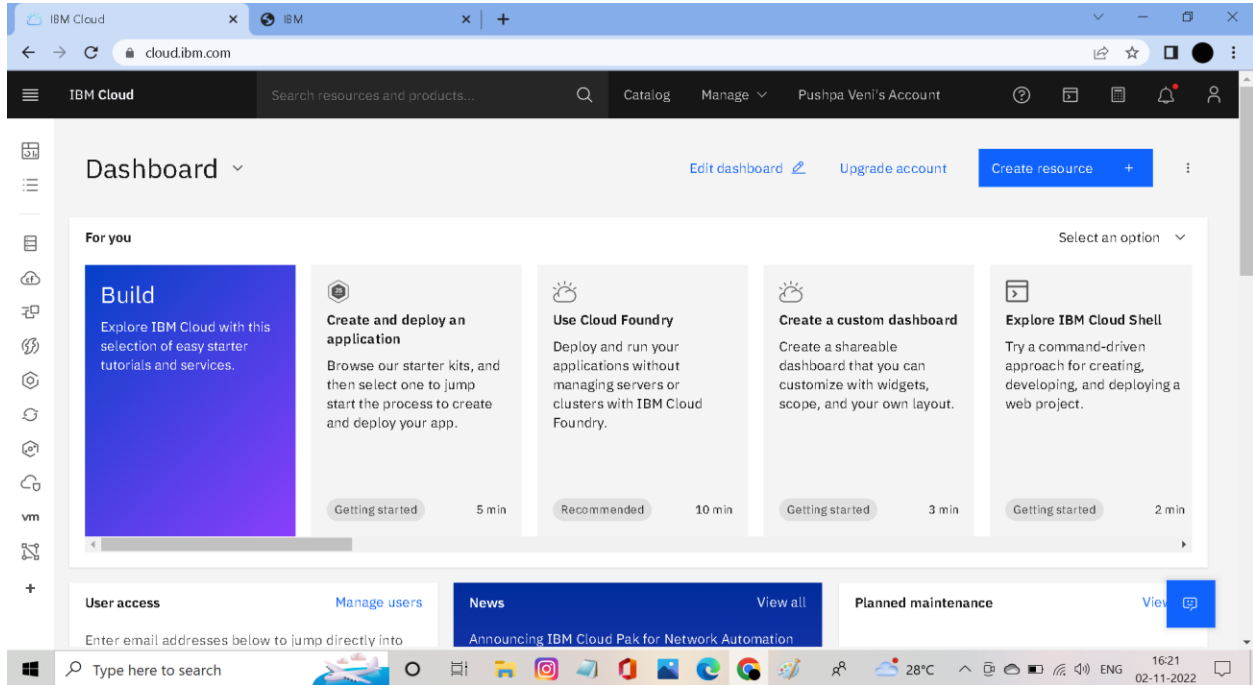 IBM Cloud
IBM
cloud.ibm.com
IBM Cloud
Search resources and products...
Catalog
Manage
Pushpa Veni's Account
Dashboard
Edit dashboard
Upgrade account
Create resource +
For you
Select an option
Build
Explore IBM Cloud with this
selection of easy starter
tutorials and services.
Create and deploy an
application
Browse our starter kits, and
then select one to jump
start the process to create
and deploy your app.
Getting started
5 min
Use Cloud Foundry
Deploy and run your
applications without
managing servers or
clusters with IBM Cloud
Foundry.
Recommended
10 min
Create a custom dashboard
Create a shareable
dashboard that you can
customize with widgets,
scope, and your own layout.
Getting started
3 min
Explore IBM Cloud Shell
Try a command-driven
approach for creating,
developing, and deploying a
web project.
Getting started
2 min
vm
User access
Manage users
Enter email addresses below to jump directly into
News
View all
Announcing IBM Cloud Pak for Network Automation
Planned maintenance
Type here to search
28°C
ENG
16:21
02-11-2022